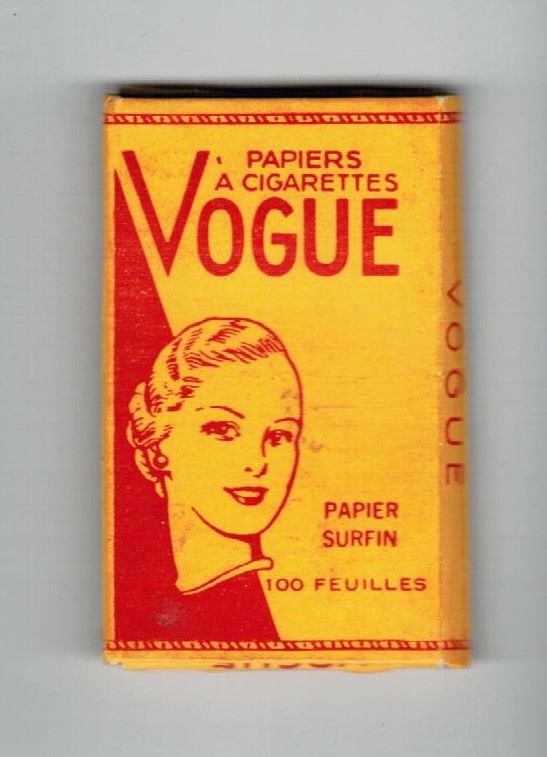 PAPIERS
À CIGARETTES
VOGUE
PAPIER
SURFIN
100 FEUILLES
VOGUE